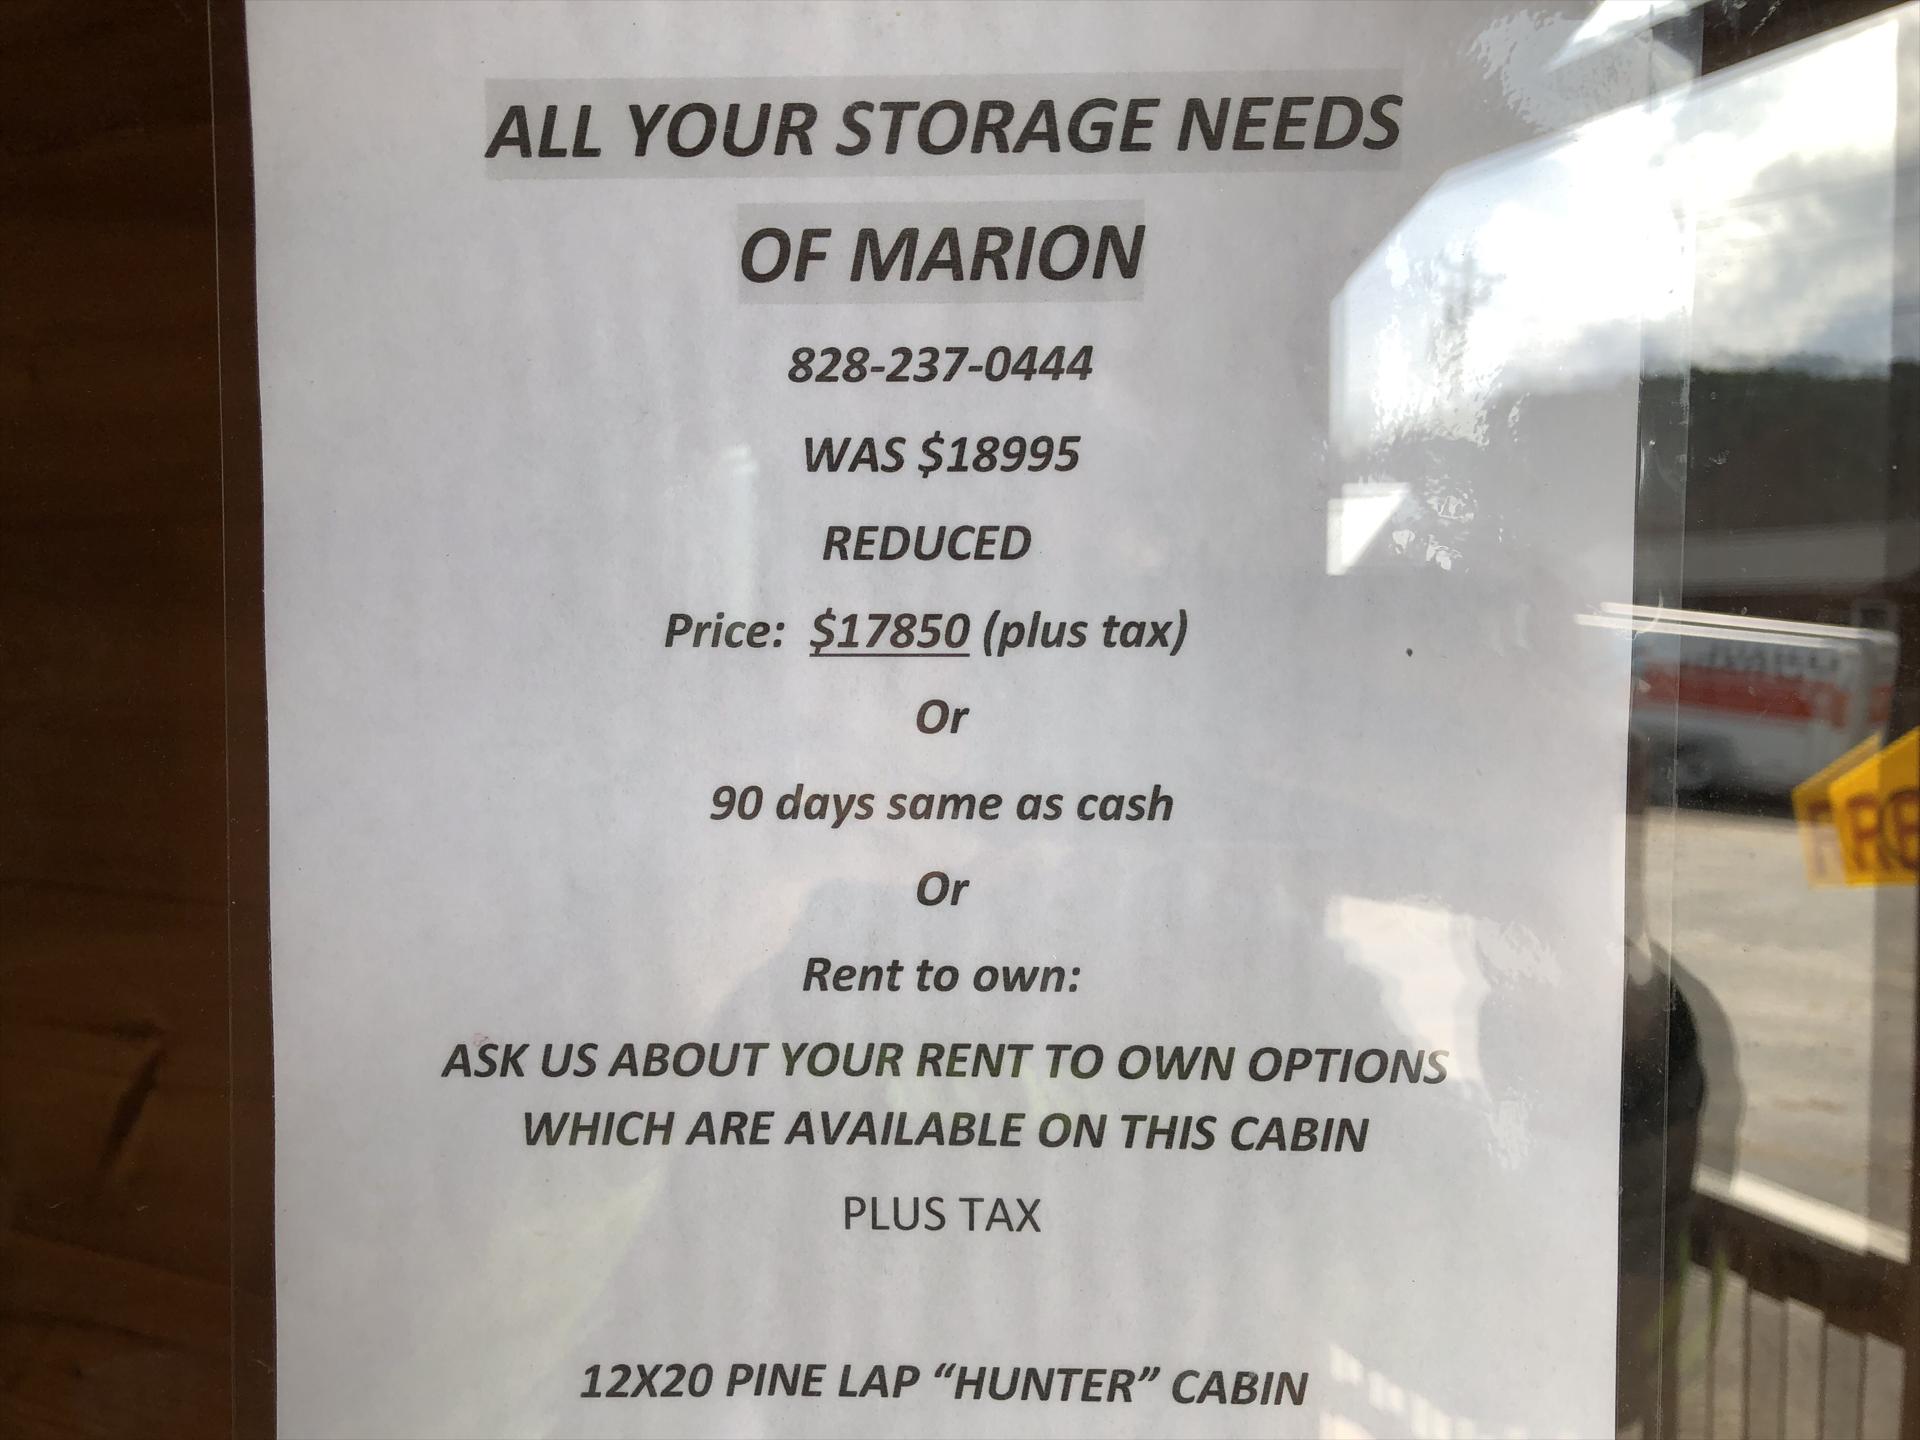 ALL YOUR STORAGE NEEDS
OF MARION
828-237-0444
WAS $18995
REDUCED
Price: $17850 (plus tax)
Or
90 days same as cash
Or
Rent to own:
ASK US ABOUT YOUR RENT TO OWN OPTIONS
WHICH ARE AVAILABLE ON THIS CABIN
PLUS TAX
12X20 PINE LAP “HUNTER” CABIN